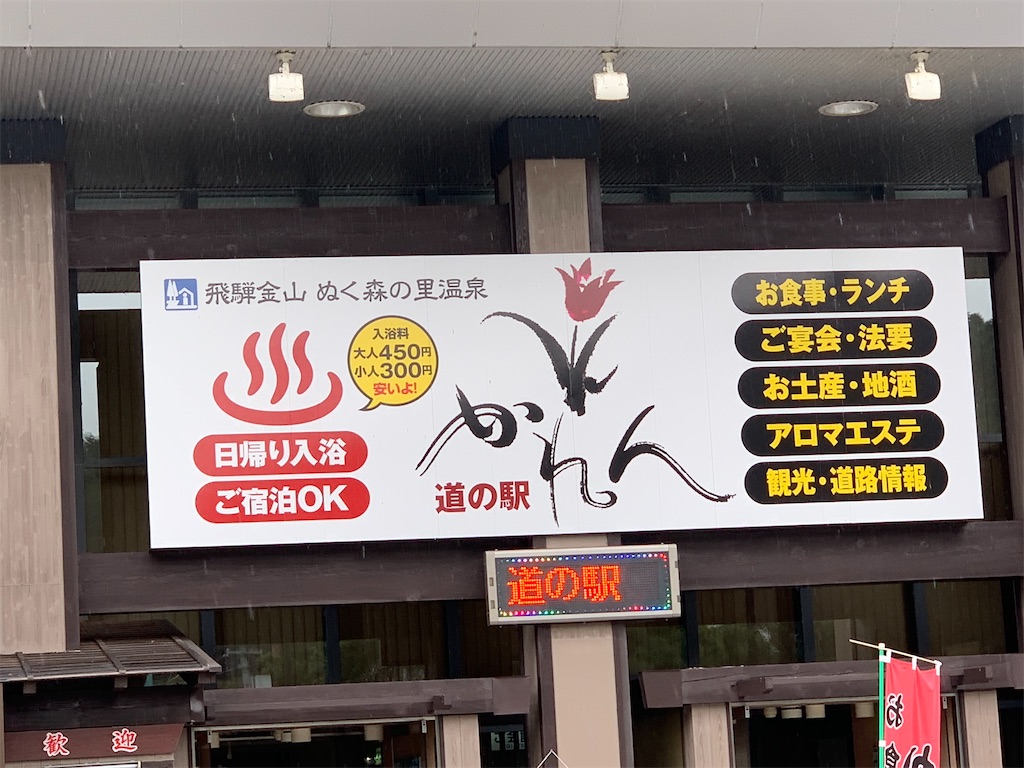 飛騨金山 ぬく森の里温泉
入浴料
大人450円
小人300円
安いよ!
日帰り入浴
ご宿泊OK
道の駅
かれん
お食事・ランチ
ご宴会・法要
お土産・地酒
アロマエステ
観光・道路情報
道の駅
歓迎
お食